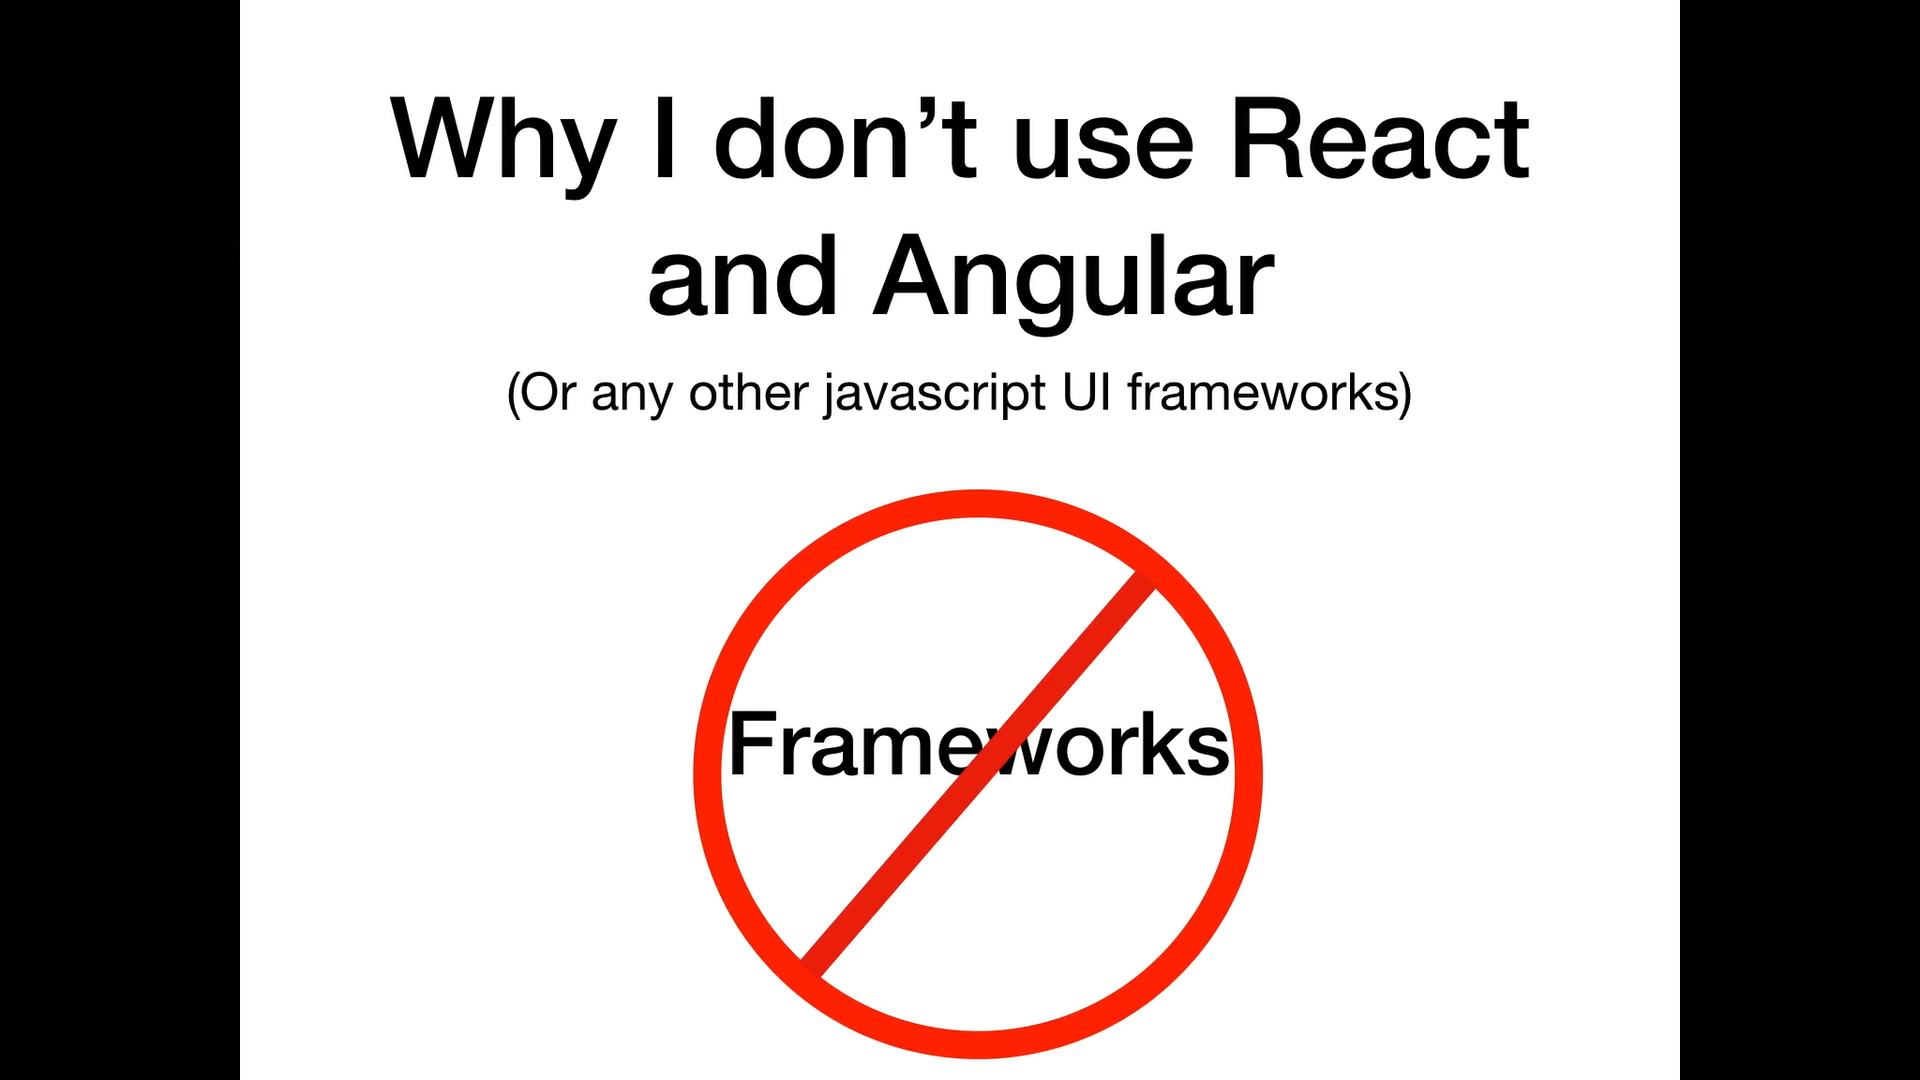 Why I don’t use React
and Angular
(Or any other javascript UI frameworks)
Frameworks